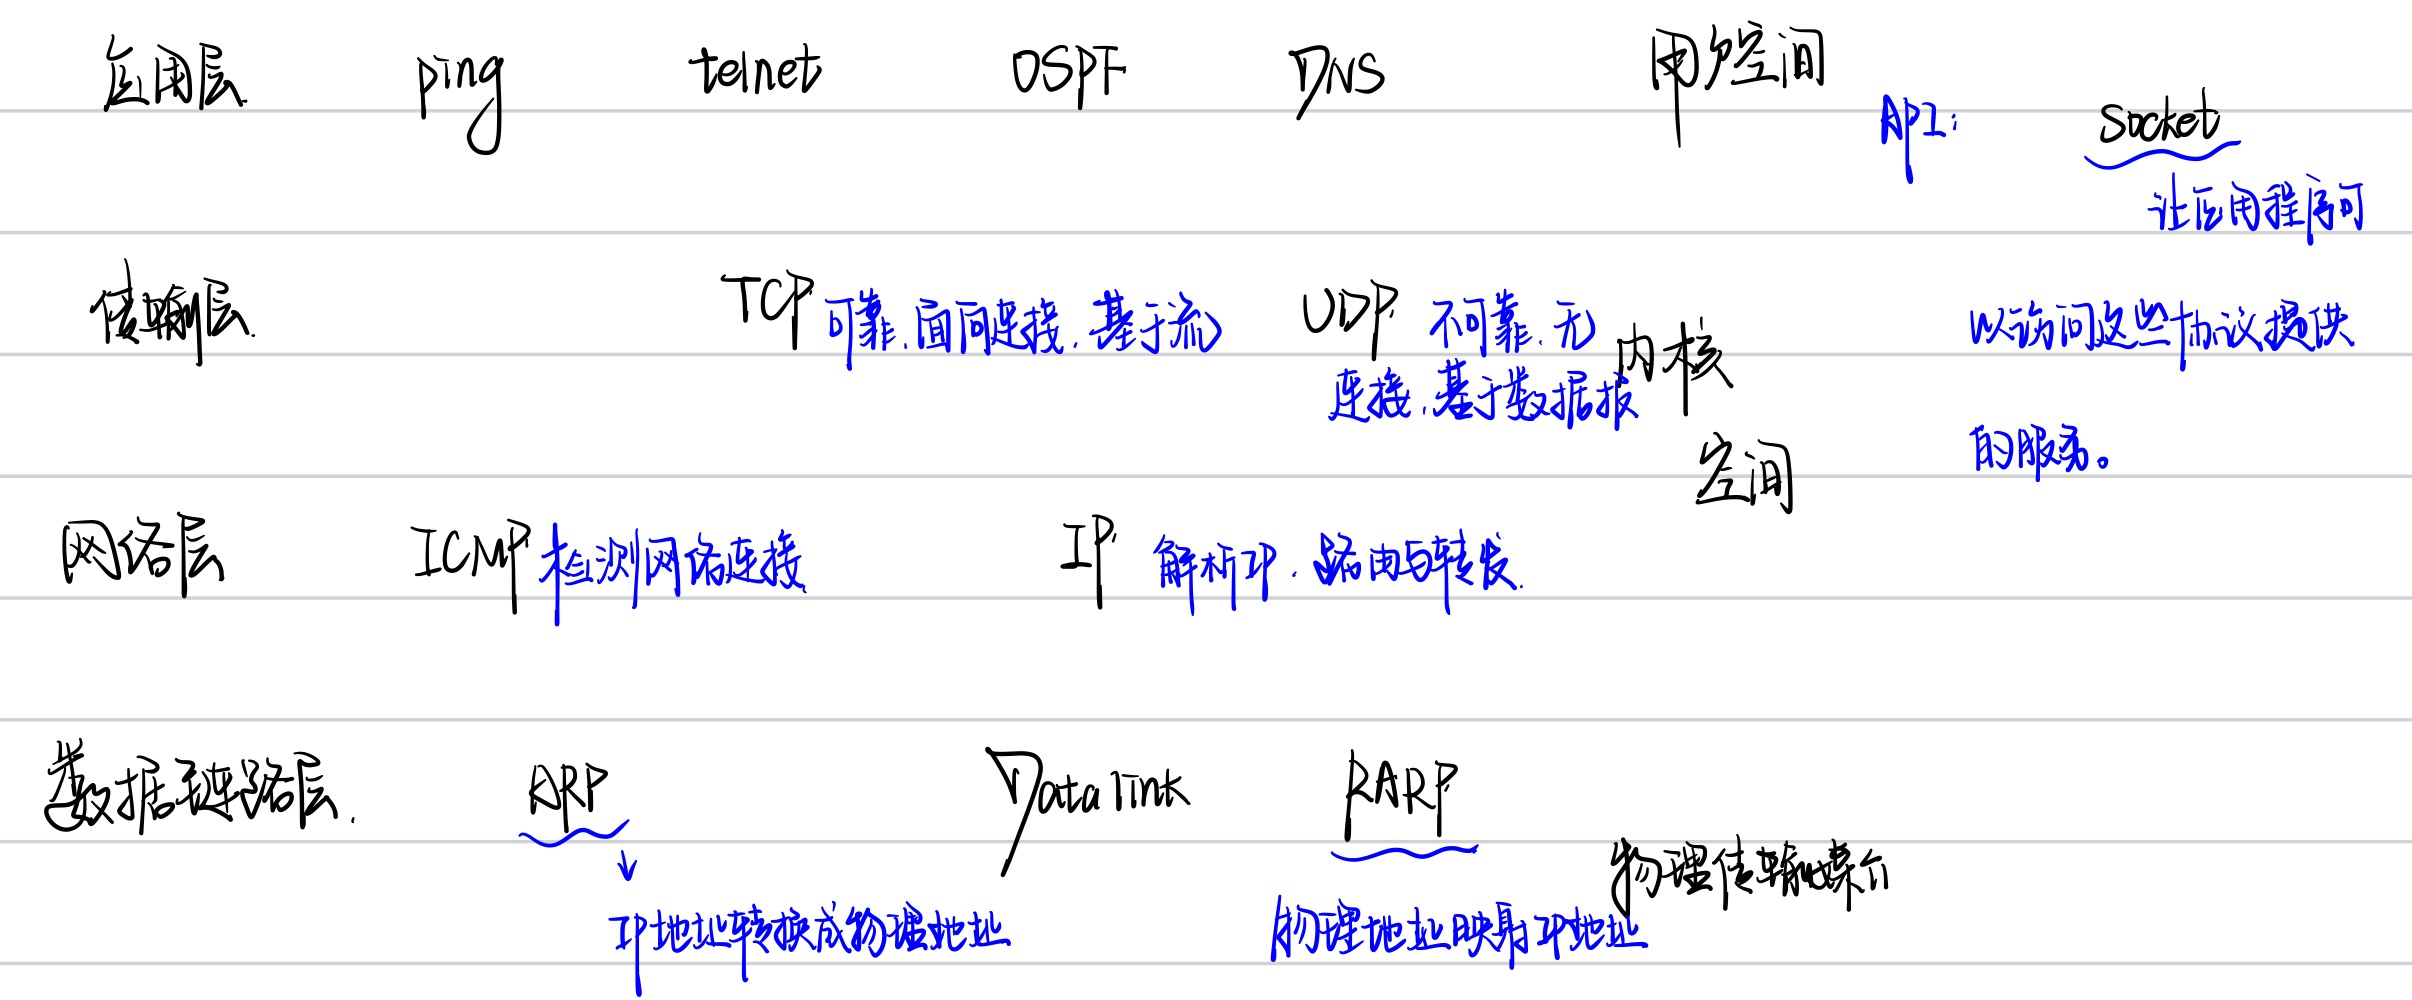 应用层 ping telnet OSPF DNS 用户空间
API: socket
让应用程序可
传输层. TCP 可靠.面向连接.基于流 UDP 不可靠.无 以访问这些协议提供
连接.基于数据报 内核
空间 的服务。
网络层 ICMP 检测网络连接 IP 解析IP.路由与转发.
数据链路层. ARP Data link RARP
↓ 物理传输媒介
IP地址转换成物理地址 物理地址映射IP地址